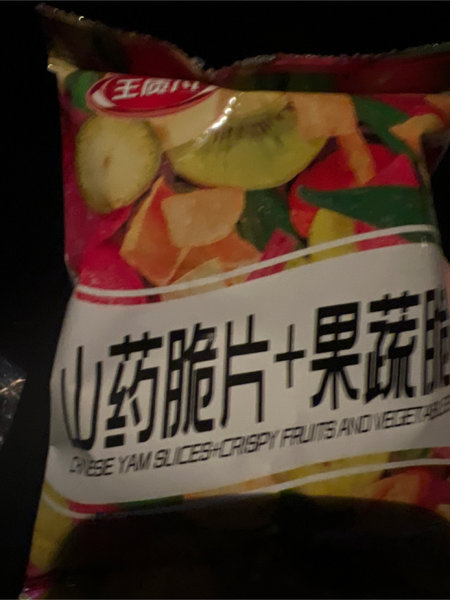 山药脆片+果蔬脆
CHINESE YAM SLICES+CRISPY FRUITS AND VEGETABLES